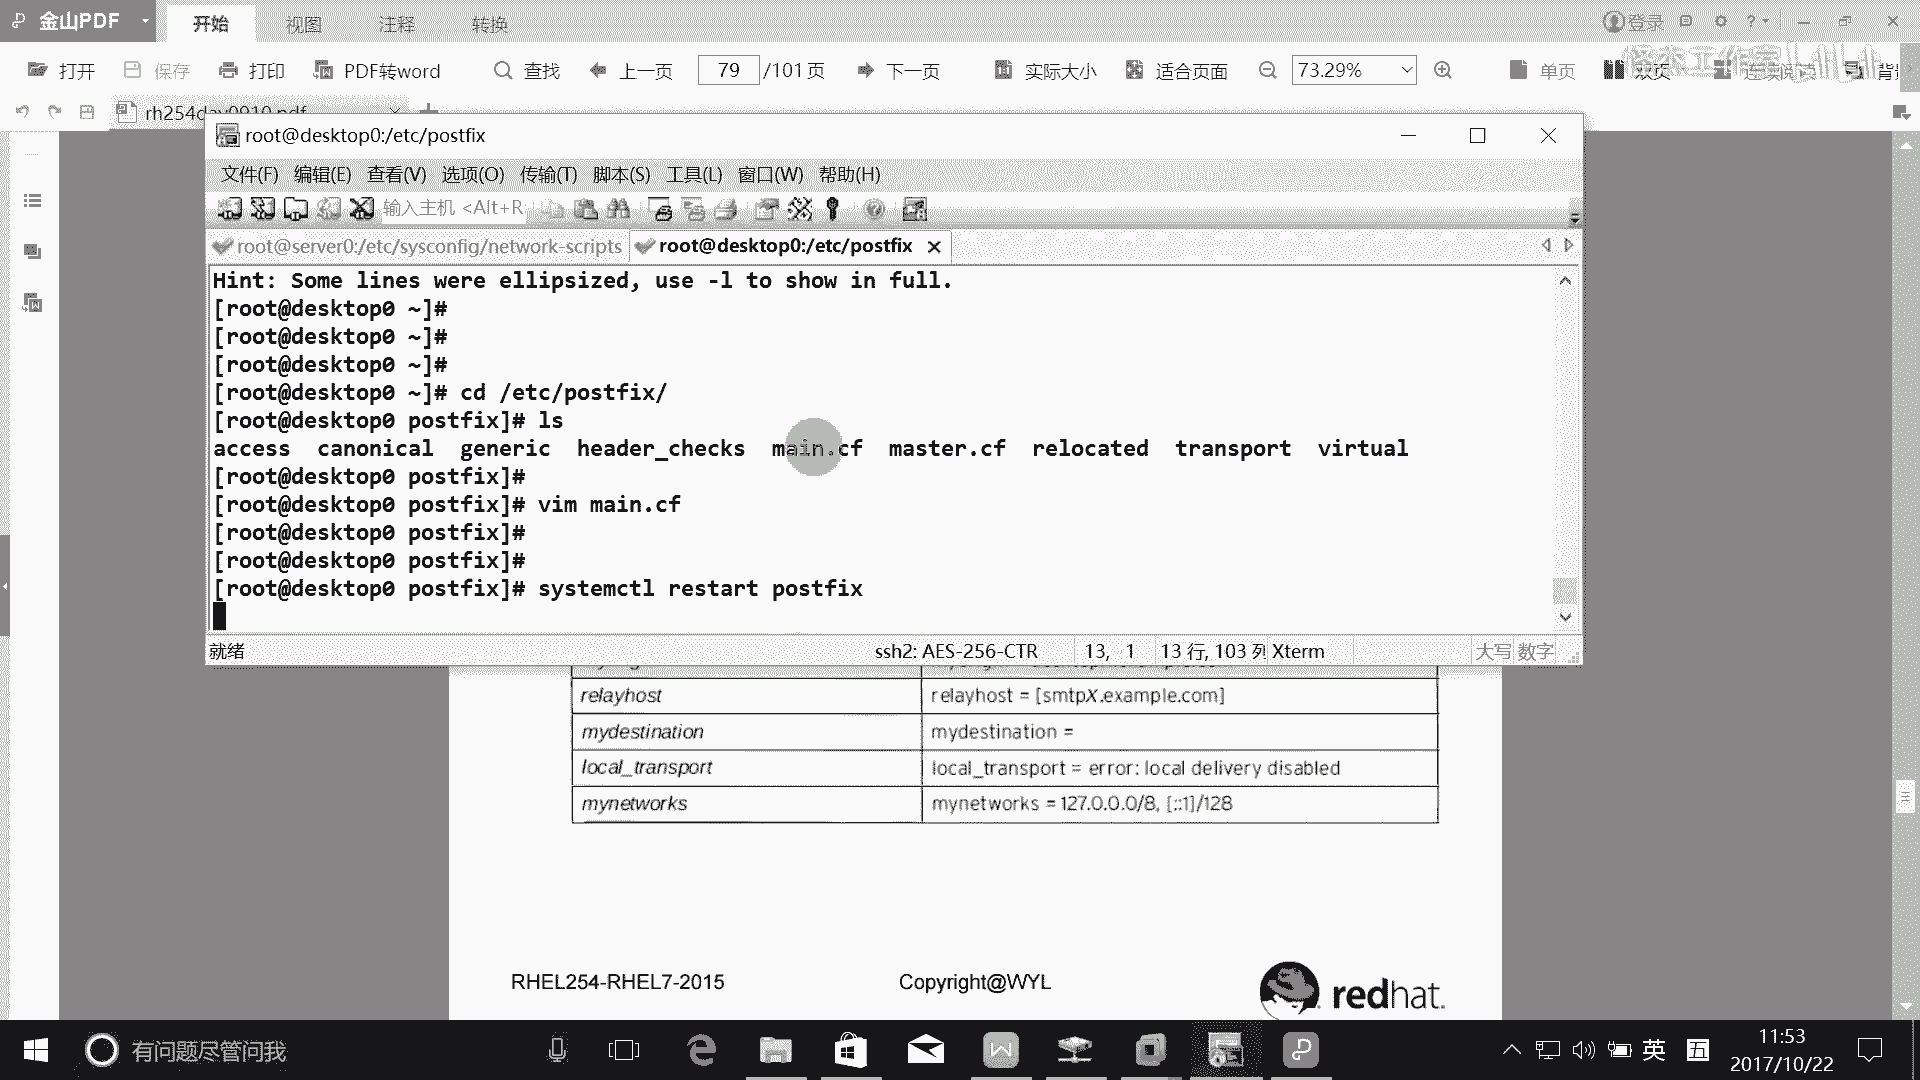 金山PDF 开始 视图 注释 转换 登录
打开 保存 打印 PDF转word 查找 上一页 79 /101页 下一页 实际大小 适合页面 73.29% 单页 双页 连续阅读
rh254day0910.pdf
root@desktop0:/etc/postfix
文件(F) 编辑(E) 查看(V) 选项(O) 传输(T) 脚本(S) 工具(L) 窗口(W) 帮助(H)
输入主机 <Alt+R
root@server0:/etc/sysconfig/network-scripts root@desktop0:/etc/postfix
Hint: Some lines were ellipsized, use -l to show in full.
[root@desktop0 ~]#
[root@desktop0 ~]#
[root@desktop0 ~]#
[root@desktop0 ~]# cd /etc/postfix/
[root@desktop0 postfix]# ls
access canonical generic header_checks main.cf master.cf relocated transport virtual
[root@desktop0 postfix]#
[root@desktop0 postfix]# vim main.cf
[root@desktop0 postfix]#
[root@desktop0 postfix]#
[root@desktop0 postfix]# systemctl restart postfix
就绪 ssh2: AES-256-CTR 13, 1 13 行, 103 列 Xterm 大写 数字
relayhost relayhost = [smtpX.example.com]
mydestination mydestination =
local_transport local_transport = error: local delivery disabled
mynetworks mynetworks = 127.0.0.0/8, [::1]/128
RHEL254-RHEL7-2015 Copyright@WYL redhat.
有问题尽管问我 英 五 11:53
2017/10/22